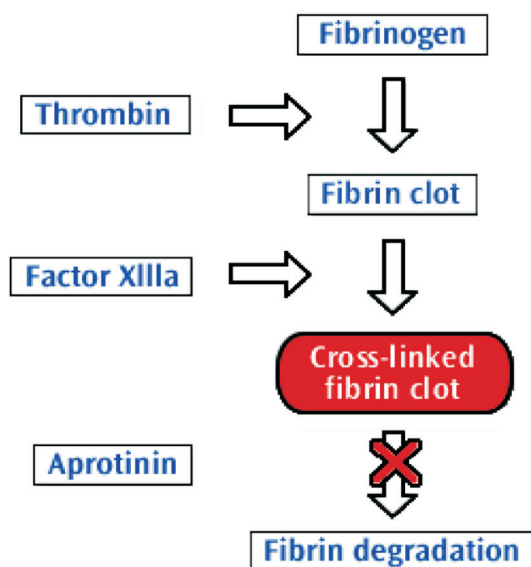 Fibrinogen
Thrombin
Fibrin clot
Factor XIIIa
Cross-linked
fibrin clot
Aprotinin
Fibrin degradation